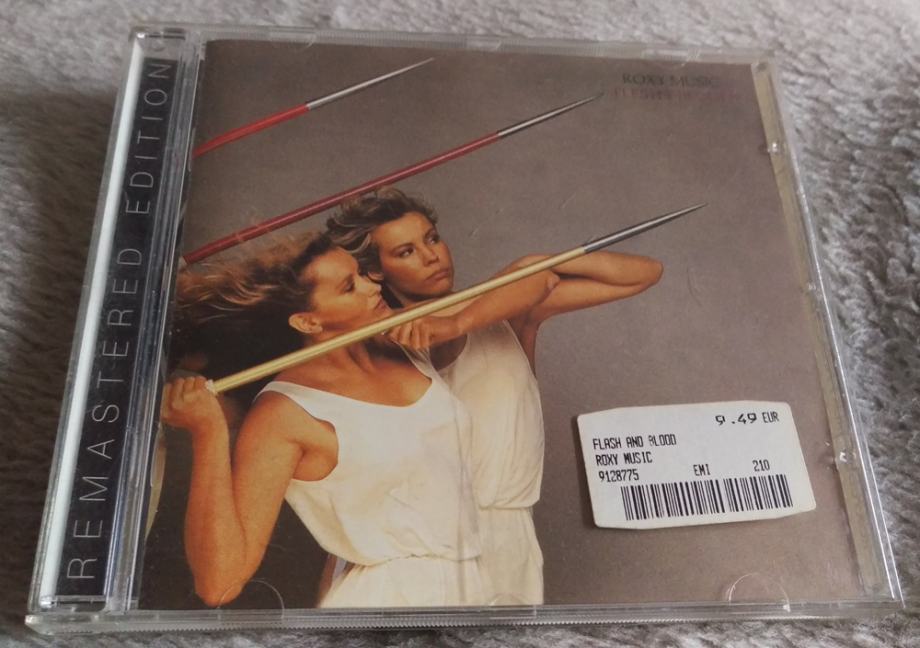 REMASTERED EDITION
ROXY MUSIC
9.49 EUR
FLASH AND BLOOD
ROXY MUSIC
9128775 EMI 210